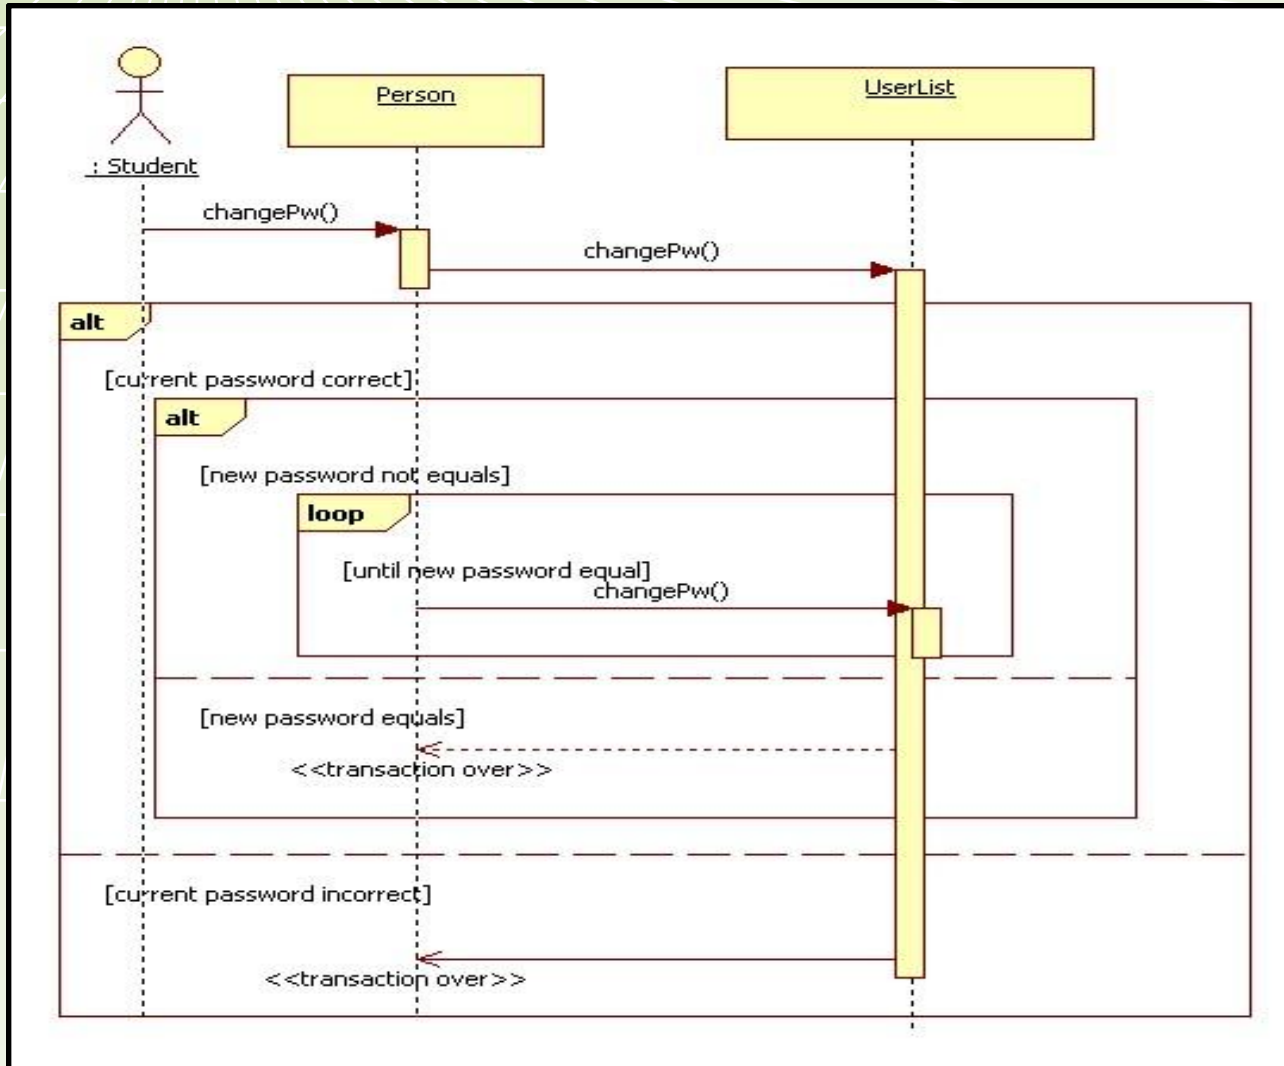 Person
UserList
: Student
changePw()
changePw()
alt
[current password correct]
alt
[new password not equals]
loop
[until new password equal]
changePw()
[new password equals]
<<transaction over>>
[current password incorrect]
<<transaction over>>